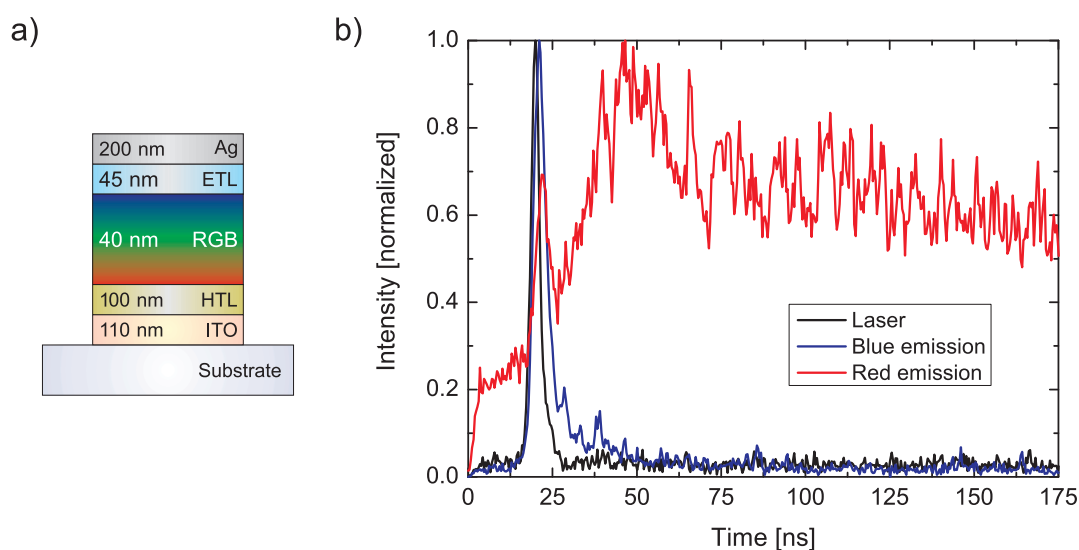 a)
200 nm Ag
45 nm ETL
40 nm RGB
100 nm HTL
110 nm ITO
Substrate
b)
Intensity [normalized]
1.0
0.8
0.6
0.4
0.2
0.0
Laser
Blue emission
Red emission
0 25 50 75 100 125 150 175
Time [ns]